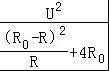 U²
(R₀-R)²
R
+4R₀